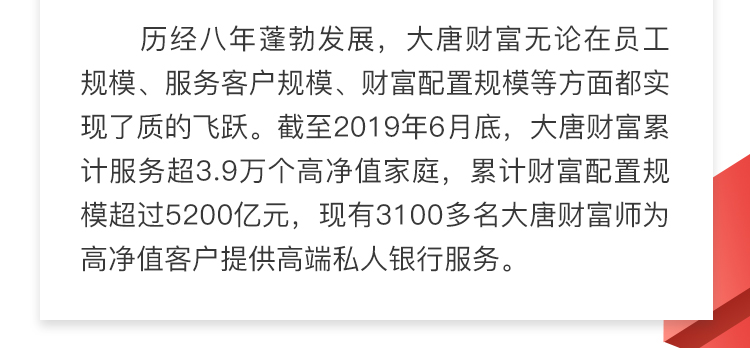 历经八年蓬勃发展，大唐财富无论在员工
规模、服务客户规模、财富配置规模等方面都实
现了质的飞跃。截至2019年6月底，大唐财富累
计服务超3.9万个高净值家庭，累计财富配置规
模超过5200亿元，现有3100多名大唐财富师为
高净值客户提供高端私人银行服务。